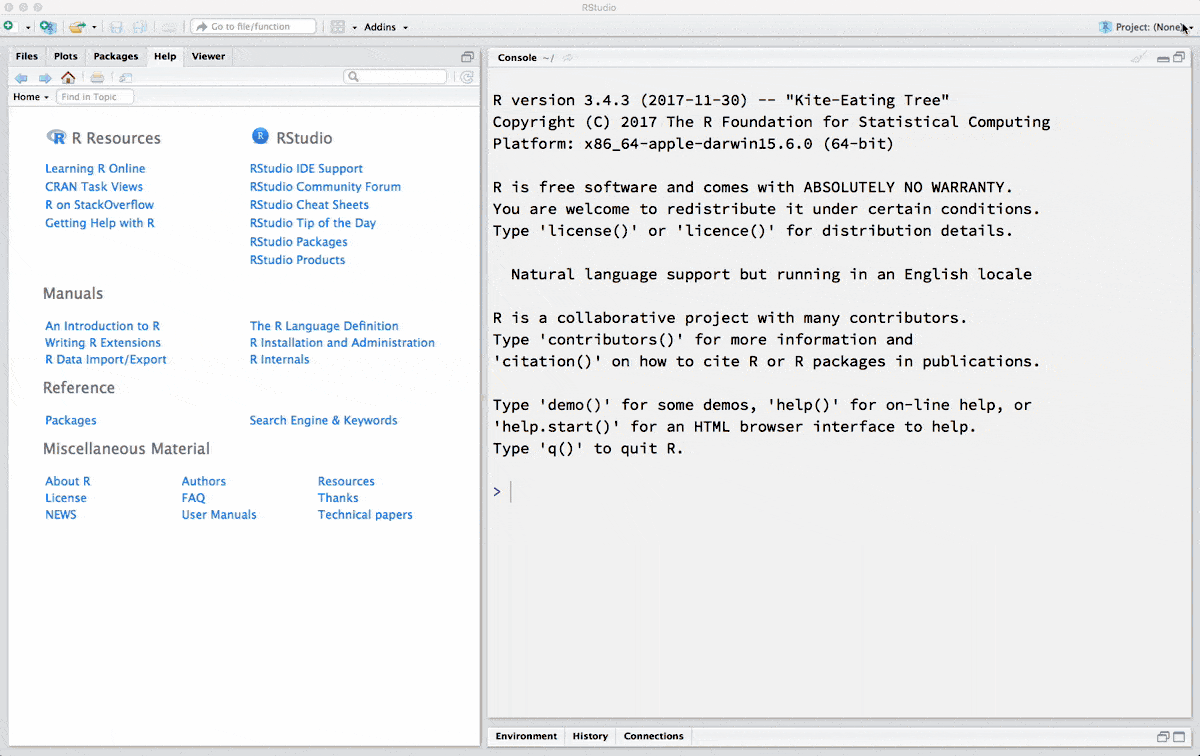 RStudio
Go to file/function
Addins
Project: (None)
Files Plots Packages Help Viewer
Home Find in Topic
R Resources
Learning R Online
CRAN Task Views
R on StackOverflow
Getting Help with R
R RStudio
RStudio IDE Support
RStudio Community Forum
RStudio Cheat Sheets
RStudio Tip of the Day
RStudio Packages
RStudio Products
Manuals
An Introduction to R
Writing R Extensions
R Data Import/Export
The R Language Definition
R Installation and Administration
R Internals
Reference
Packages
Search Engine & Keywords
Miscellaneous Material
About R
License
NEWS
Authors
FAQ
User Manuals
Resources
Thanks
Technical papers
Console ~/
R version 3.4.3 (2017-11-30) -- "Kite-Eating Tree"
Copyright (C) 2017 The R Foundation for Statistical Computing
Platform: x86_64-apple-darwin15.6.0 (64-bit)
R is free software and comes with ABSOLUTELY NO WARRANTY.
You are welcome to redistribute it under certain conditions.
Type 'license()' or 'licence()' for distribution details.
Natural language support but running in an English locale
R is a collaborative project with many contributors.
Type 'contributors()' for more information and
'citation()' on how to cite R or R packages in publications.
Type 'demo()' for some demos, 'help()' for on-line help, or
'help.start()' for an HTML browser interface to help.
Type 'q()' to quit R.
>
Environment History Connections